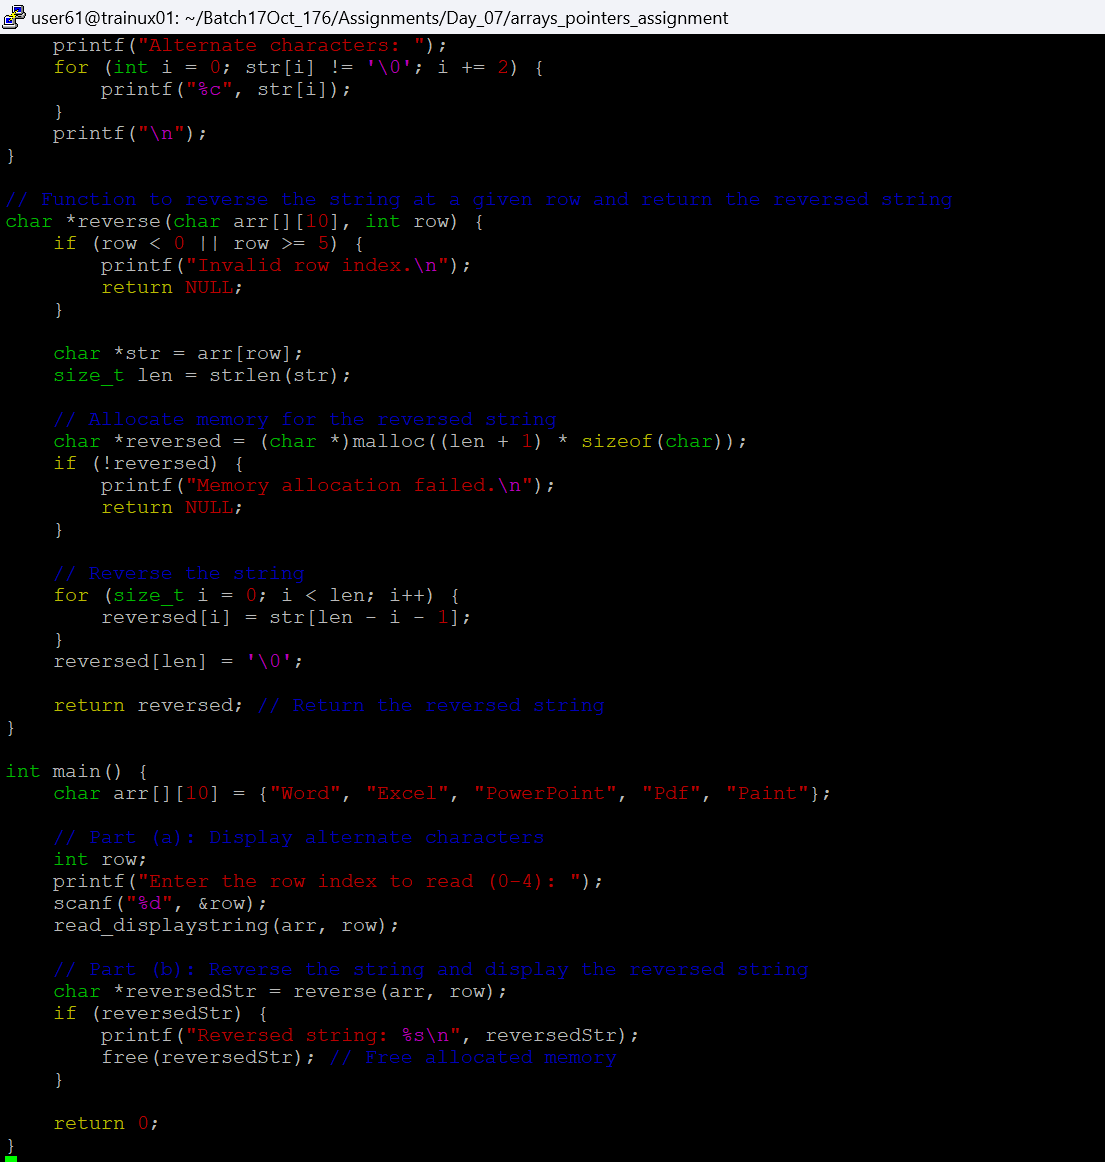 user61@trainux01: ~/Batch17Oct_176/Assignments/Day_07/arrays_pointers_assignment
    printf("Alternate characters: ");
    for (int i = 0; str[i] != '\0'; i += 2) {
        printf("%c", str[i]);
    }
    printf("\n");
}

// Function to reverse the string at a given row and return the reversed string
char *reverse(char arr[][10], int row) {
    if (row < 0 || row >= 5) {
        printf("Invalid row index.\n");
        return NULL;
    }

    char *str = arr[row];
    size_t len = strlen(str);

    // Allocate memory for the reversed string
    char *reversed = (char *)malloc((len + 1) * sizeof(char));
    if (!reversed) {
        printf("Memory allocation failed.\n");
        return NULL;
    }

    // Reverse the string
    for (size_t i = 0; i < len; i++) {
        reversed[i] = str[len - i - 1];
    }
    reversed[len] = '\0';

    return reversed; // Return the reversed string
}

int main() {
    char arr[][10] = {"Word", "Excel", "PowerPoint", "Pdf", "Paint"};

    // Part (a): Display alternate characters
    int row;
    printf("Enter the row index to read (0-4): ");
    scanf("%d", &row);
    read_displaystring(arr, row);

    // Part (b): Reverse the string and display the reversed string
    char *reversedStr = reverse(arr, row);
    if (reversedStr) {
        printf("Reversed string: %s\n", reversedStr);
        free(reversedStr); // Free allocated memory
    }

    return 0;
}